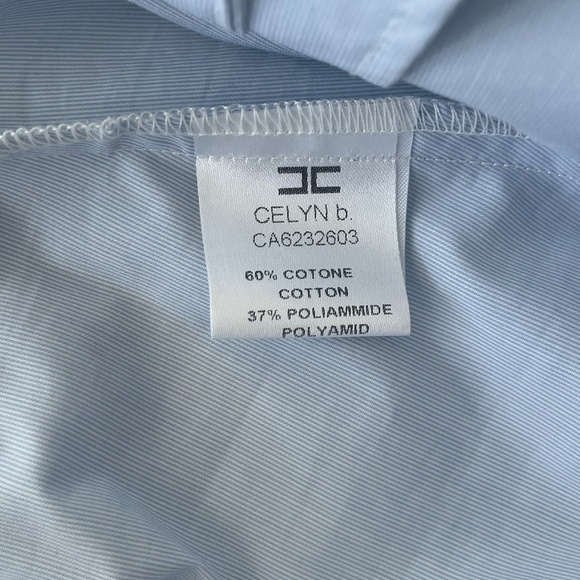 CELYN b.
CA6232603
60% COTONE
COTTON
37% POLIAMMIDE
POLYAMID